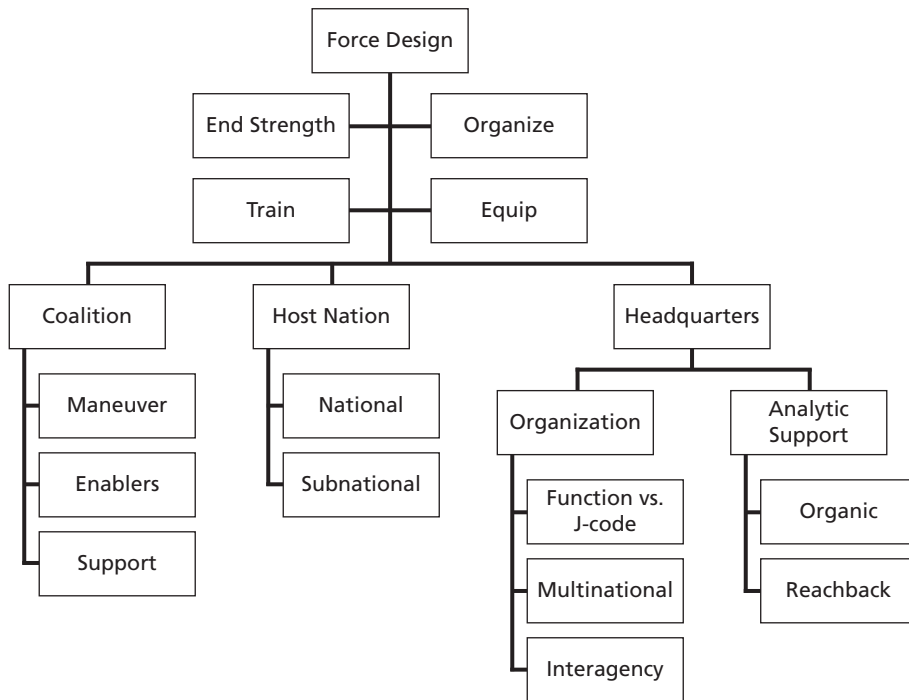 Force Design
End Strength
Organize
Train
Equip
Coalition
Host Nation
Headquarters
Maneuver
Enablers
Support
National
Subnational
Organization
Function vs.
J-code
Multinational
Interagency
Analytic
Support
Organic
Reachback